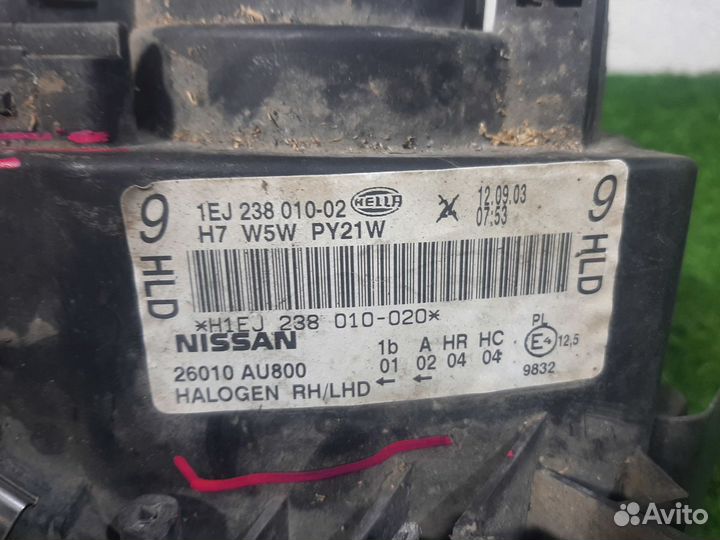 1EJ 238 010-02 HELLA 12.09.03
H7 W5W PY21W 07:53
9 HLD
9 HLD
*H1EJ 238 010-020*
NISSAN 1b A HR HC PL
26010 AU800 01 02 04 04 E4 12,5
HALOGEN RH/LHD ← ← 9832
Avito